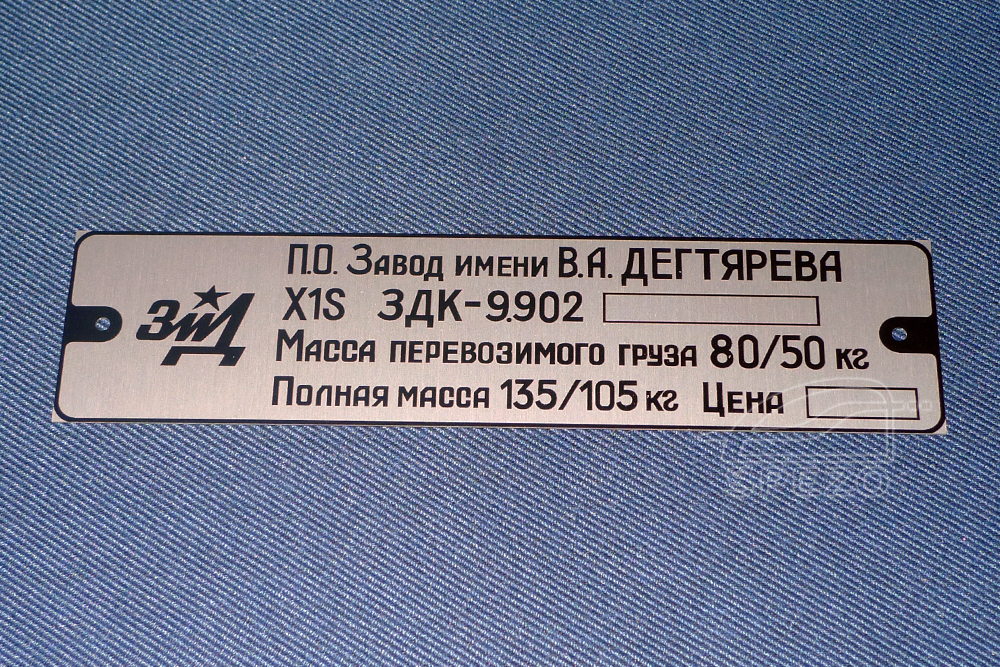 П.О. Завод имени В.А. ДЕГТЯРЕВА
X1S ЗДК-9.902
Масса перевозимого груза 80/50 кг
Полная масса 135/105 кг Цена
ЗиД